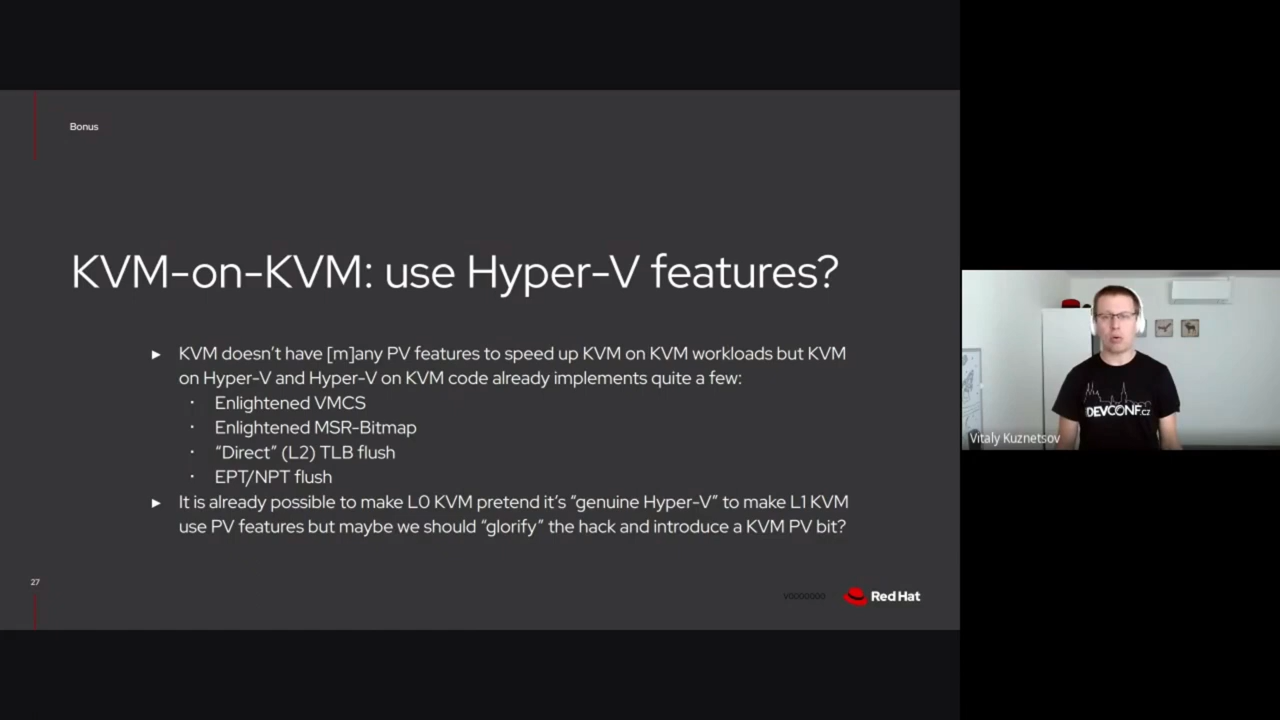 Bonus
KVM-on-KVM: use Hyper-V features?
► KVM doesn't have [m]any PV features to speed up KVM on KVM workloads but KVM
on Hyper-V and Hyper-V on KVM code already implements quite a few:
· Enlightened VMCS
· Enlightened MSR-Bitmap
· “Direct” (L2) TLB flush
· EPT/NPT flush
► It is already possible to make L0 KVM pretend it's “genuine Hyper-V” to make L1 KVM
use PV features but maybe we should “glorify” the hack and introduce a KVM PV bit?
27
Red Hat
DEVCONF.cz
Vitaly Kuznetsov